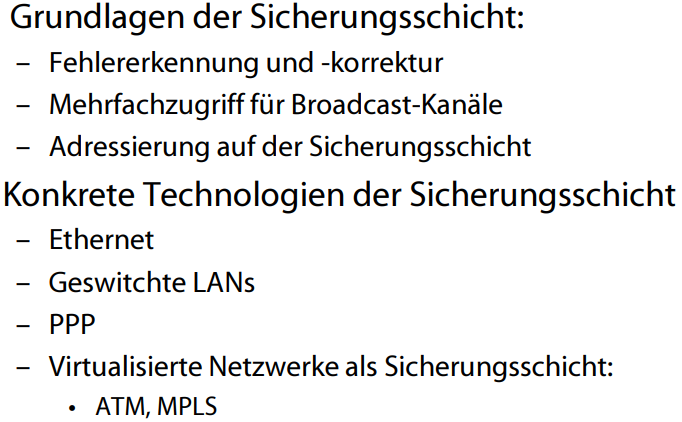 Grundlagen der Sicherungsschicht:
– Fehlererkennung und -korrektur
– Mehrfachzugriff für Broadcast-Kanäle
– Adressierung auf der Sicherungsschicht
Konkrete Technologien der Sicherungsschicht
– Ethernet
– Geswitchte LANs
– PPP
– Virtualisierte Netzwerke als Sicherungsschicht:
• ATM, MPLS